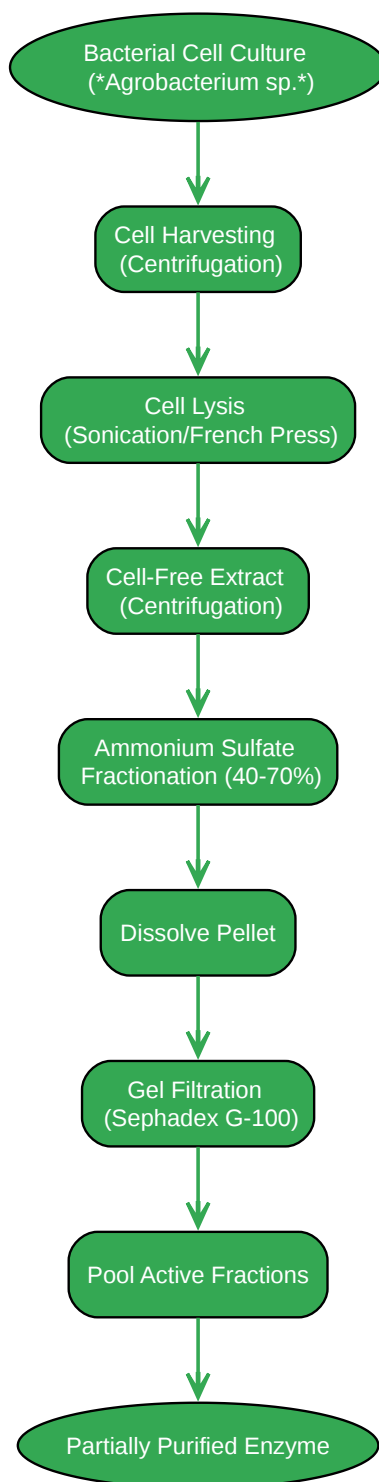 Bacterial Cell Culture
(*Agrobacterium sp.*)
Cell Harvesting
(Centrifugation)
Cell Lysis
(Sonication/French Press)
Cell-Free Extract
(Centrifugation)
Ammonium Sulfate
Fractionation (40-70%)
Dissolve Pellet
Gel Filtration
(Sephadex G-100)
Pool Active Fractions
Partially Purified Enzyme